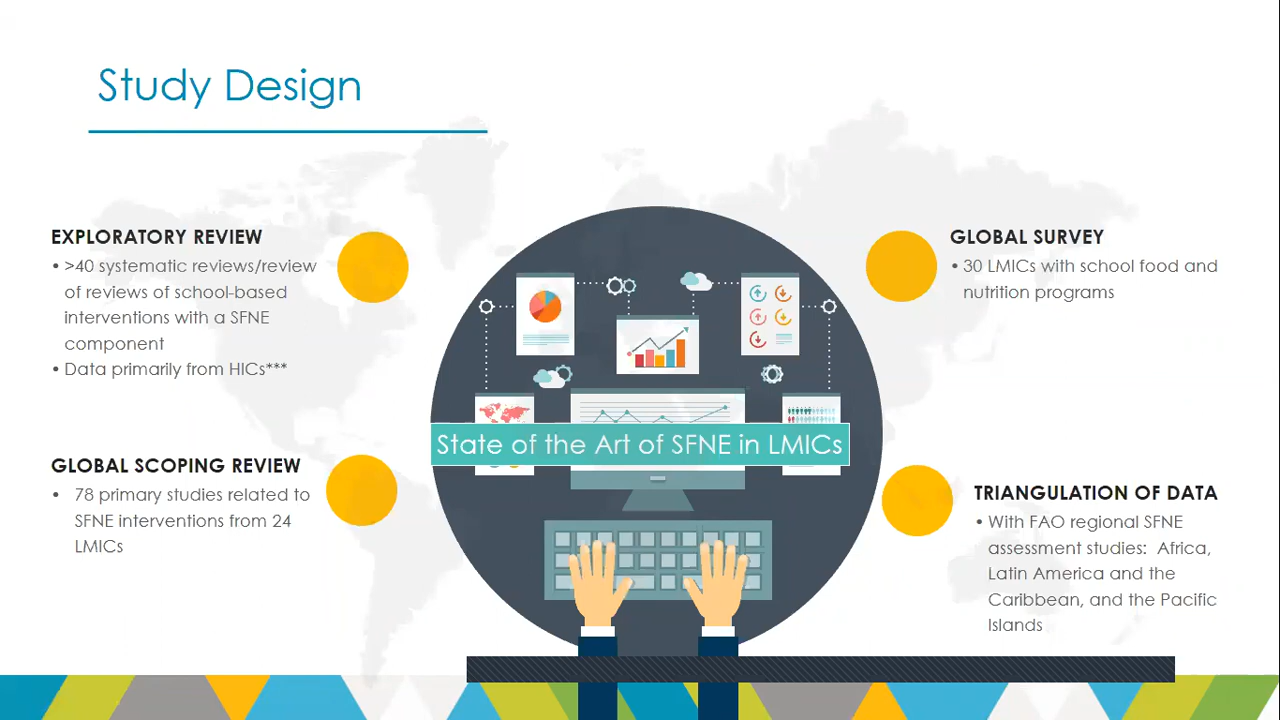 Study Design
EXPLORATORY REVIEW
• >40 systematic reviews/review
of reviews of school-based
interventions with a SFNE
component
• Data primarily from HICs***
GLOBAL SCOPING REVIEW
• 78 primary studies related to
SFNE interventions from 24
LMICs
State of the Art of SFNE in LMICs
GLOBAL SURVEY
• 30 LMICs with school food and
nutrition programs
TRIANGULATION OF DATA
• With FAO regional SFNE
assessment studies: Africa,
Latin America and the
Caribbean, and the Pacific
Islands